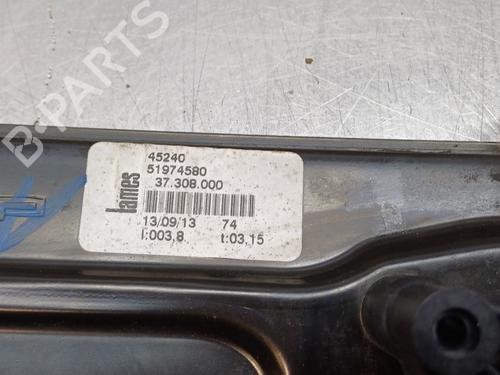 B-PARTS
45240
51974580
37.308.000
lames
13/09/13 74
I:003,8 t:03,15